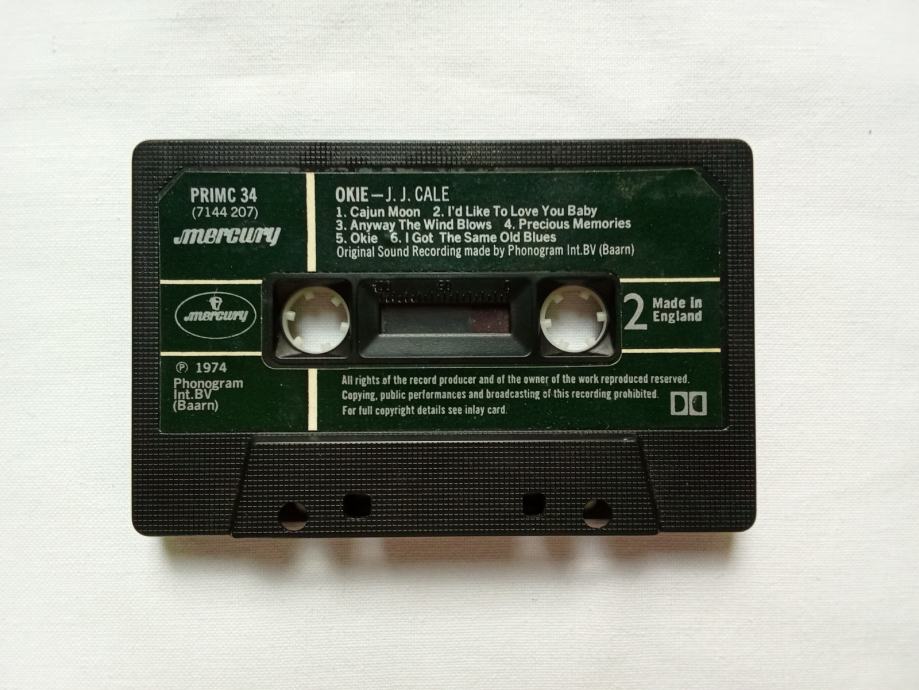 PRIMC 34
(7144 207)
mercury
OKIE – J. J. CALE
1. Cajun Moon 2. I'd Like To Love You Baby
3. Anyway The Wind Blows 4. Precious Memories
5. Okie 6. I Got The Same Old Blues
Original Sound Recording made by Phonogram Int.BV (Baarn)
mercury
2
Made in
England
℗ 1974
Phonogram
Int.BV
(Baarn)
All rights of the record producer and of the owner of the work reproduced reserved.
Copying, public performances and broadcasting of this recording prohibited.
For full copyright details see inlay card.